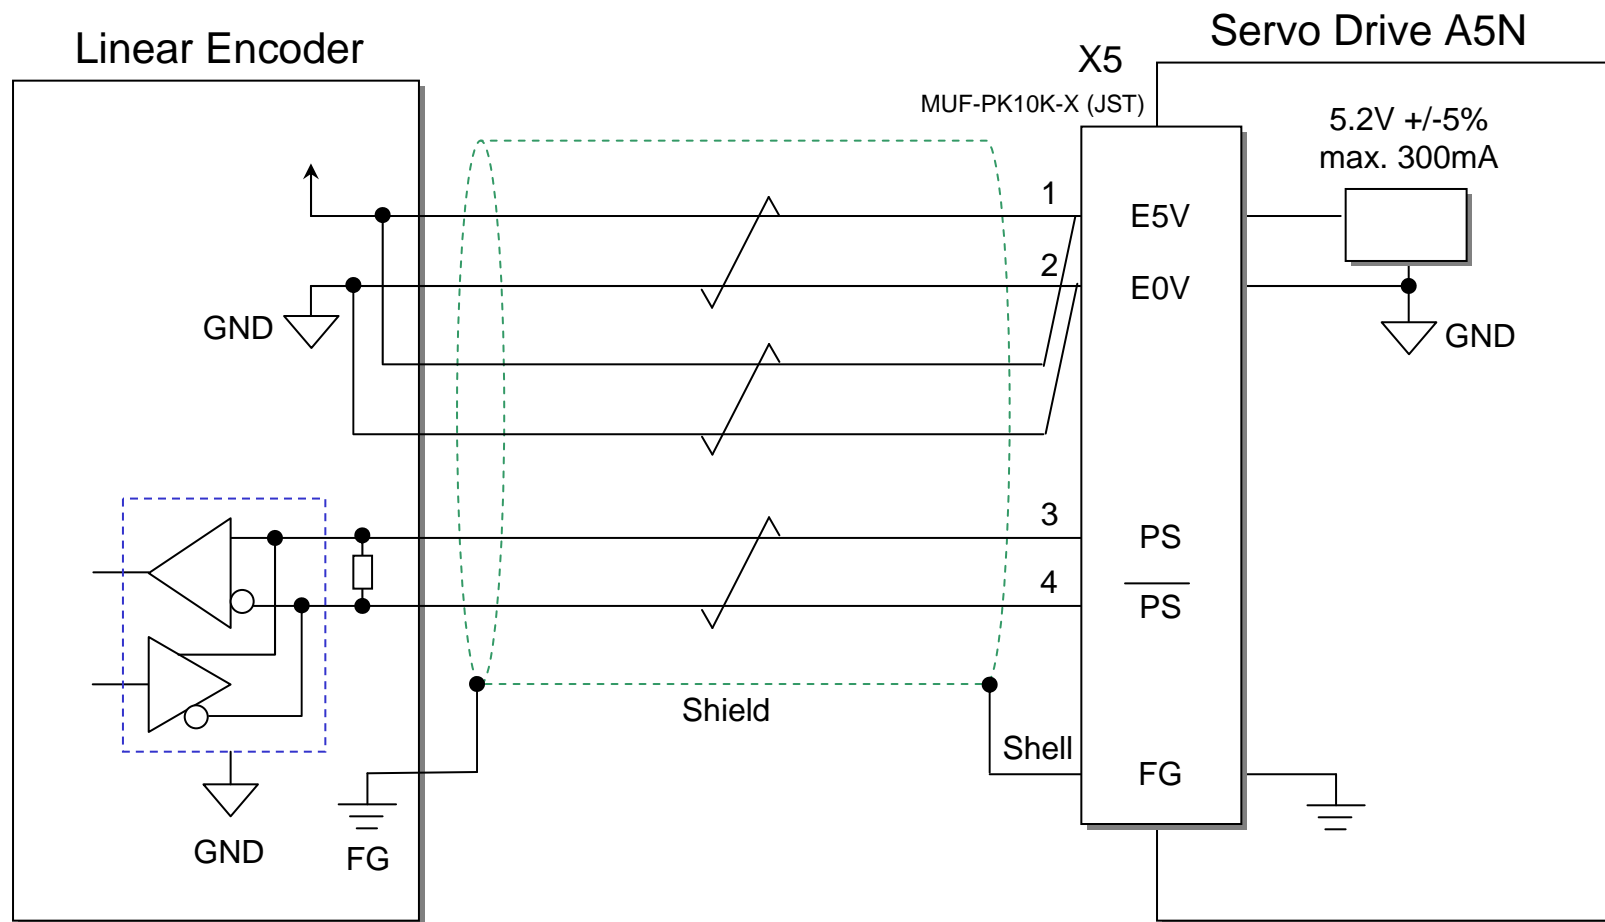 Linear Encoder
Servo Drive A5N
X5
MUF-PK10K-X (JST)
5.2V +/-5%
max. 300mA
1
E5V
2
E0V
GND
GND
3
PS
4
PS
Shield
Shell
FG
GND
FG